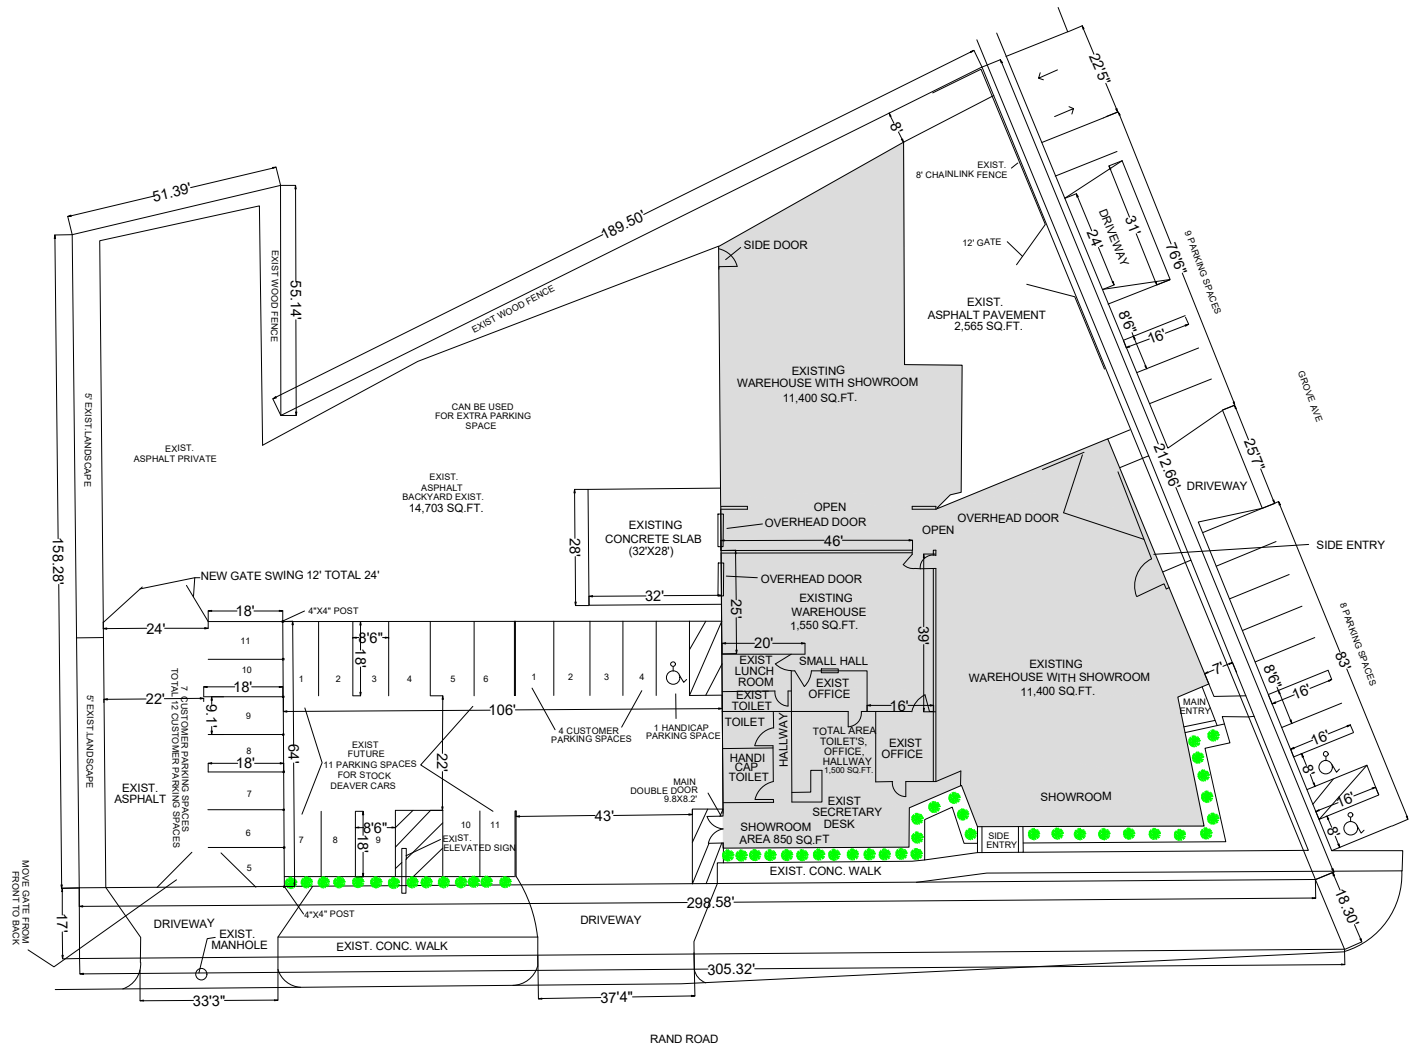 22'5"
8'
EXIST.
8' CHAINLINK FENCE
51.39'
189.50'
DRIVEWAY
31'
24'
76'6"
9 PARKING SPACES
SIDE DOOR
12' GATE
EXIST WOOD FENCE
55.14'
EXIST WOOD FENCE
EXIST.
ASPHALT PAVEMENT
2,565 SQ.FT.
8'6"
16'
EXISTING
WAREHOUSE WITH SHOWROOM
11,400 SQ.FT.
GROVE AVE
5' EXIST.LANDSCAPE
CAN BE USED
FOR EXTRA PARKING
SPACE
EXIST.
ASPHALT PRIVATE
25'7"
212.66'
DRIVEWAY
EXIST.
ASPHALT
BACKYARD EXIST.
14,703 SQ.FT.
OPEN
OVERHEAD DOOR
OPEN
OVERHEAD DOOR
EXISTING
CONCRETE SLAB
(32'X28')
28'
46'
SIDE ENTRY
158.28'
NEW GATE SWING 12' TOTAL 24'
OVERHEAD DOOR
32'
25'
EXISTING
WAREHOUSE
1,550 SQ.FT.
18'
4"X4" POST
24'
8'6"
18'
39'
20'
8 PARKING SPACES
83'
11
10
9
8
7
6
5
1
2
3
4
5
6
1
2
3
4
EXIST
LUNCH
ROOM
SMALL HALL
EXISTING
WAREHOUSE WITH SHOWROOM
11,400 SQ.FT.
7'
8'6"
16'
EXIST
OFFICE
EXIST
TOILET
18'
22'
9.1'
106'
16'
MAIN
ENTRY
5' EXIST.LANDSCAPE
7 CUSTOMER PARKING SPACES
TOTAL 12 CUSTOMER PARKING SPACES
64'
EXIST
FUTURE
11 PARKING SPACES
FOR STOCK
DEAVER CARS
22'
4 CUSTOMER
PARKING SPACES
1 HANDICAP
PARKING SPACE
TOILET
HALLWAY
TOTAL AREA
TOILET'S,
OFFICE,
HALLWAY
1,500 SQ.FT.
EXIST
OFFICE
16'
18'
HANDI
CAP
TOILET
8'
EXIST.
ASPHALT
MAIN
DOUBLE DOOR
9.8X8.2'
16'
SHOWROOM
EXIST
SECRETARY
DESK
43'
8'6"
18'
7
8
9
10
11
EXIST.
ELEVATED SIGN
SHOWROOM
AREA 850 SQ.FT
SIDE
ENTRY
8'
EXIST. CONC. WALK
MOVE GATE FROM
FRONT TO BACK
298.58'
18.30'
17'
4"X4" POST
DRIVEWAY
DRIVEWAY
EXIST.
MANHOLE
EXIST. CONC. WALK
305.32'
33'3"
37'4"
RAND ROAD